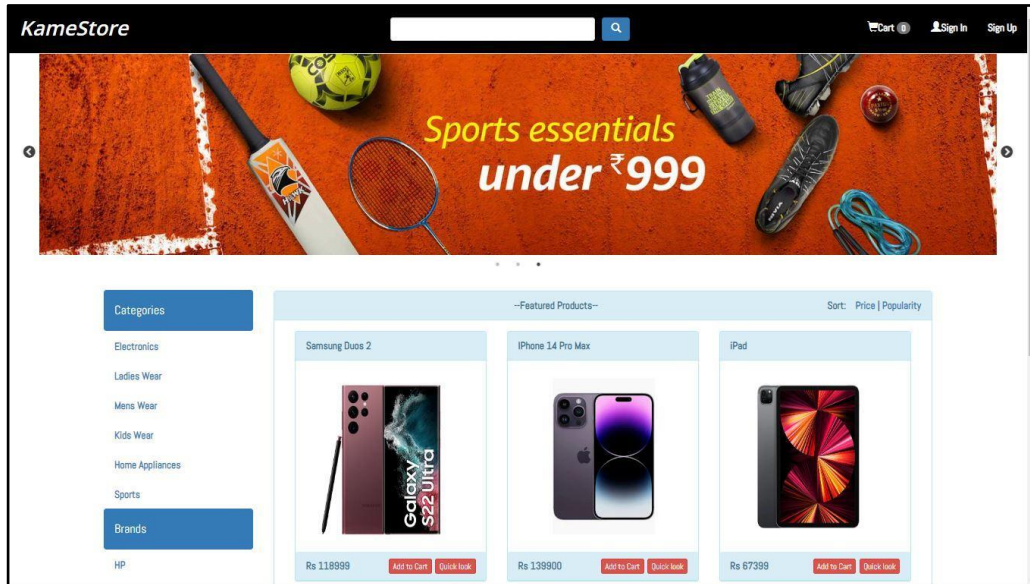 KameStore
Cart 0 Sign In Sign Up
Sports essentials
under ₹999
Categories
Electronics
Ladies Wear
Mens Wear
Kids Wear
Home Appliances
Sports
Brands
HP
--Featured Products--
Sort: Price | Popularity
Samsung Duos 2
Galaxy
S22 Ultra
Rs 118999 Add to Cart Quick look
IPhone 14 Pro Max
Rs 139900 Add to Cart Quick look
iPad
Rs 67399 Add to Cart Quick look